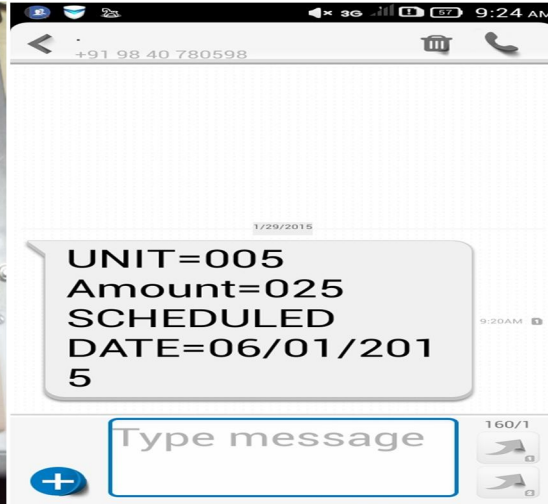 3G 57 9:24 AM
.
+91 98 40 780598
1/29/2015
UNIT=005
Amount=025
SCHEDULED
DATE=06/01/201
5
9:20AM 1
160/1
Type message